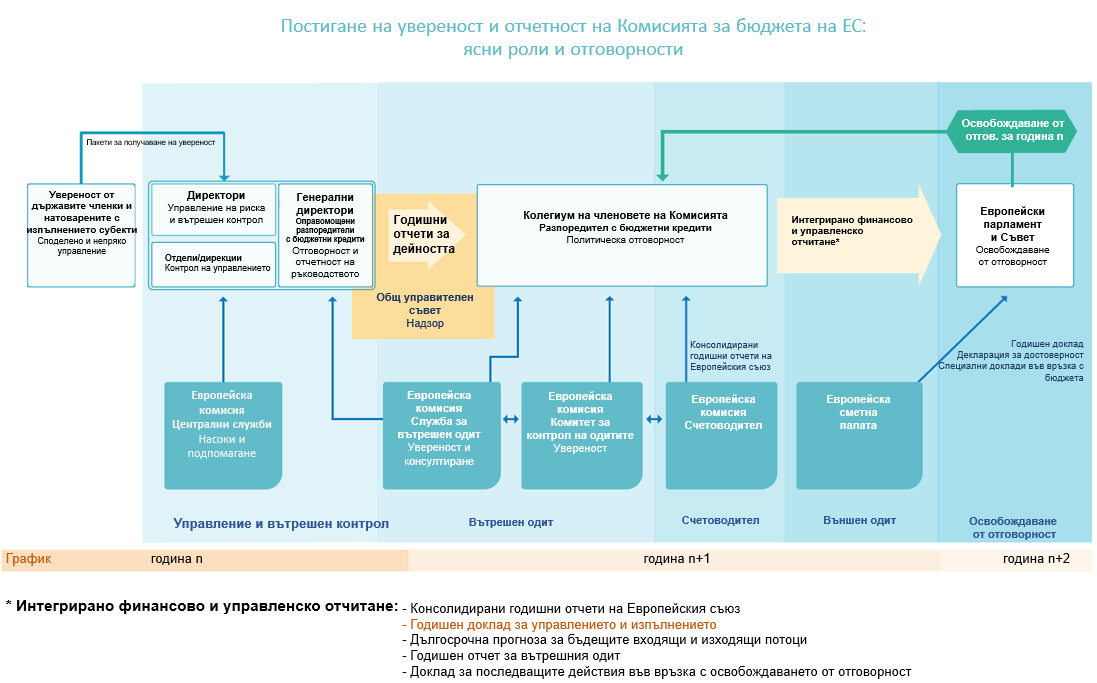 Постигане на увереност и отчетност на Комисията за бюджета на ЕС:
ясни роли и отговорности
Освобождаване от
отгов. за година n
Пакети за получаване на увереност
Увереност от
държавите членки и
натоварените с
изпълнението субекти
Споделено и непряко
управление
Директори
Управление на риска
и вътрешен контрол
Отдели/дирекции
Контрол на управлението
Генерални
директори
Оправомощени
разпоредители
с бюджетни кредити
Отговорност и
отчетност на
ръководството
Годишни
отчети за
дейността
Общ управителен
съвет
Надзор
Колегиум на членовете на Комисията
Разпоредител с бюджетни кредити
Политическа отговорност
Интегрирано финансово
и управленско
отчитане*
Европейски
парламент
и Съвет
Освобождаване
от отговорност
Консолидирани
годишни отчети на
Европейския съюз
Годишен доклад
Декларация за достоверност
Специални доклади във връзка с
бюджета
Европейска
комисия
Централни служби
Насоки и
подпомагане
Европейска
комисия
Служба за
вътрешен одит
Увереност и
консултиране
Европейска
комисия
Комитет за
контрол на одитите
Увереност
Европейска
комисия
Счетоводител
Европейска
сметна
палата
Управление и вътрешен контрол
Вътрешен одит
Счетоводител
Външен одит
Освобождаване
от отговорност
График
година n
година n+1
година n+2
* Интегрирано финансово и управленско отчитане:
- Консолидирани годишни отчети на Европейския съюз
- Годишен доклад за управлението и изпълнението
- Дългосрочна прогноза за бъдещите входящи и изходящи потоци
- Годишен отчет за вътрешния одит
- Доклад за последващите действия във връзка с освобождаването от отговорност